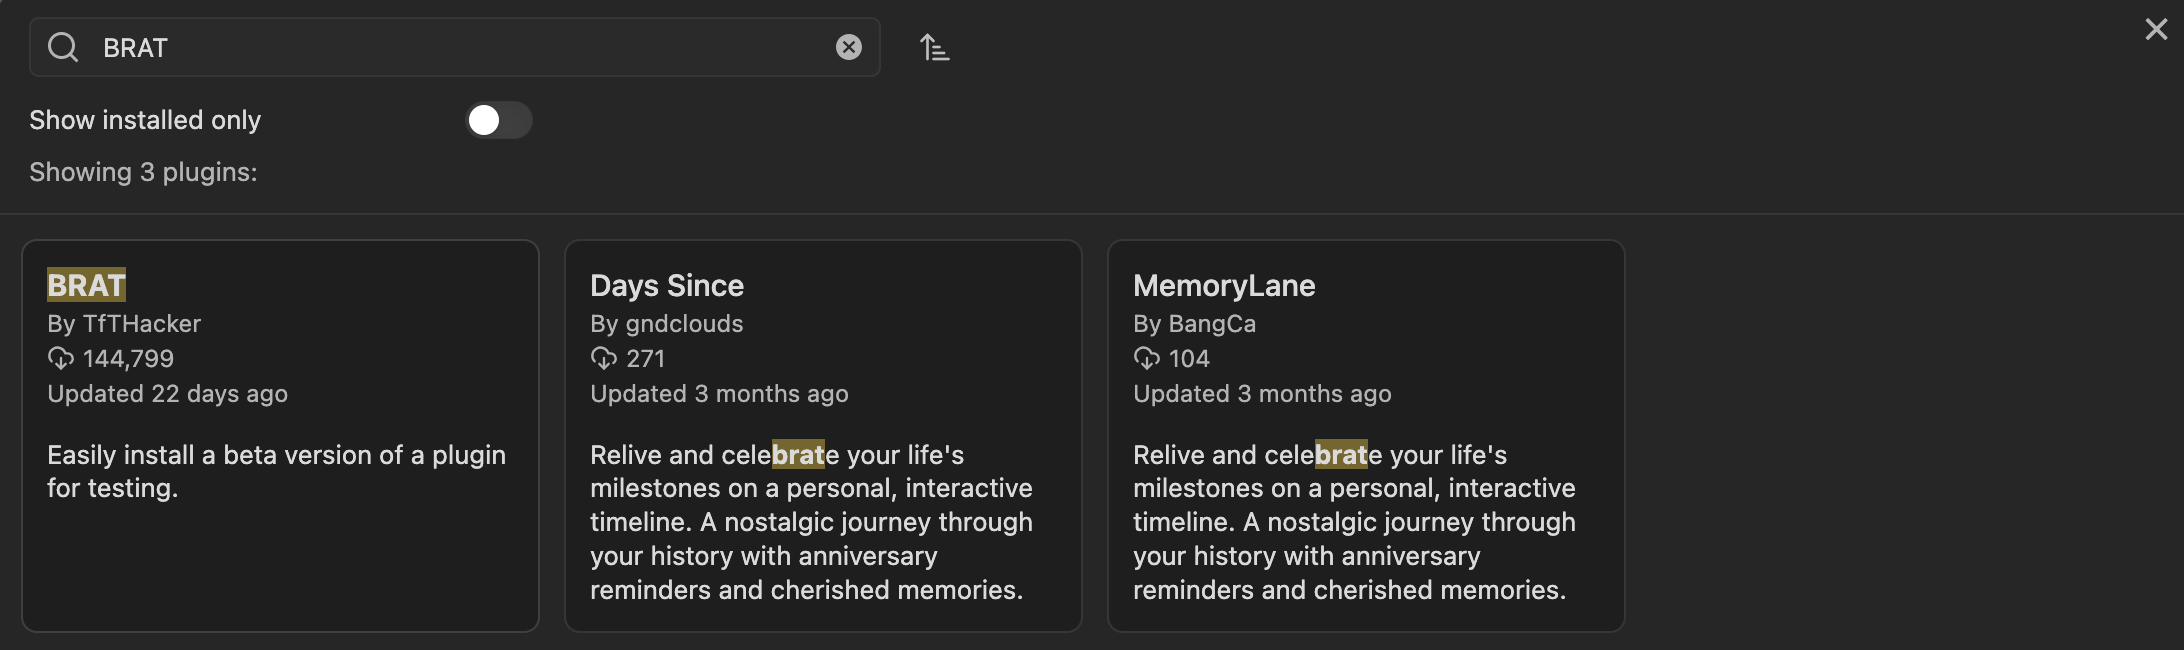 BRAT
Show installed only
Showing 3 plugins:
BRAT
By TfTHacker
144,799
Updated 22 days ago
Easily install a beta version of a plugin
for testing.
Days Since
By gndclouds
271
Updated 3 months ago
Relive and celebrate your life's
milestones on a personal, interactive
timeline. A nostalgic journey through
your history with anniversary
reminders and cherished memories.
MemoryLane
By BangCa
104
Updated 3 months ago
Relive and celebrate your life's
milestones on a personal, interactive
timeline. A nostalgic journey through
your history with anniversary
reminders and cherished memories.